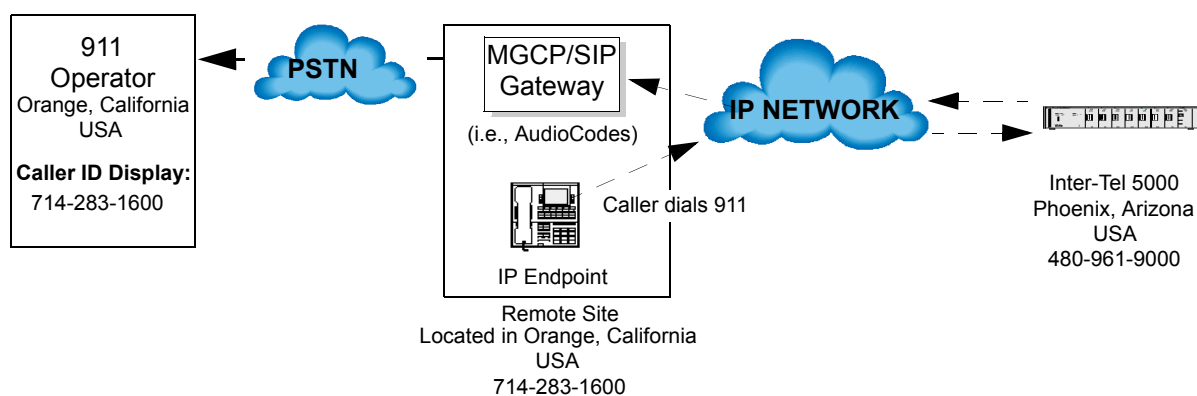 911
Operator
Orange, California
USA
Caller ID Display:
714-283-1600
PSTN
MGCP/SIP
Gateway
(i.e., AudioCodes)
Caller dials 911
IP Endpoint
Remote Site
Located in Orange, California
USA
714-283-1600
IP NETWORK
Inter-Tel 5000
Phoenix, Arizona
USA
480-961-9000